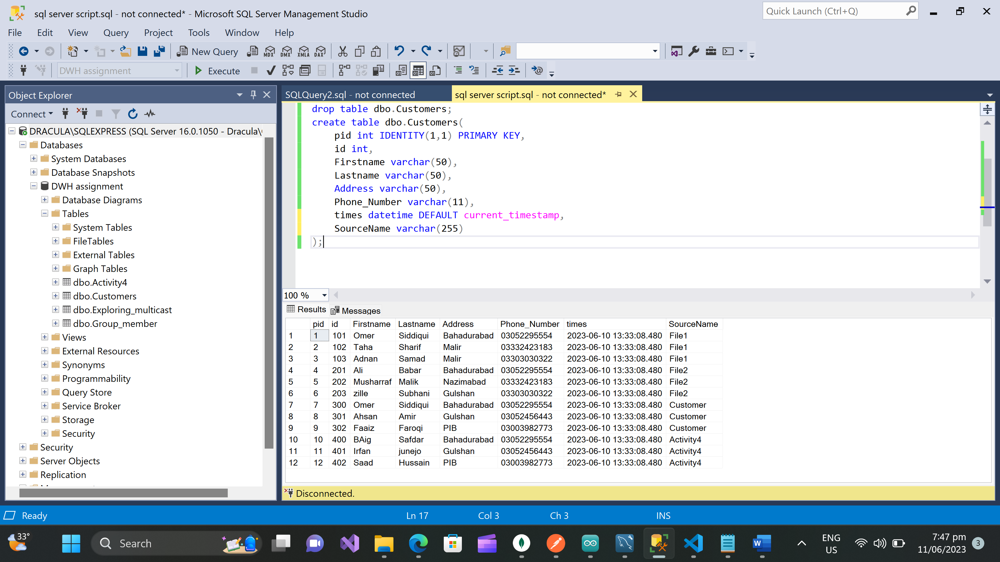 sql server script.sql - not connected* - Microsoft SQL Server Management Studio
Quick Launch (Ctrl+Q)
File Edit View Query Project Tools Window Help
New Query MDX DMX XMLA DAX
DWH assignment Execute
Object Explorer
Connect
DRACULA\SQLEXPRESS (SQL Server 16.0.1050 - Dracula\
Databases
System Databases
Database Snapshots
DWH assignment
Database Diagrams
Tables
System Tables
FileTables
External Tables
Graph Tables
dbo.Activity4
dbo.Customers
dbo.Exploring_multicast
dbo.Group_member
Views
External Resources
Synonyms
Programmability
Query Store
Service Broker
Storage
Security
Security
Server Objects
Replication
SQLQuery2.sql - not connected
sql server script.sql - not connected*
drop table dbo.Customers;
create table dbo.Customers(
pid int IDENTITY(1,1) PRIMARY KEY,
id int,
Firstname varchar(50),
Lastname varchar(50),
Address varchar(50),
Phone_Number varchar(11),
times datetime DEFAULT current_timestamp,
SourceName varchar(255)
);
100 %
Results Messages
pid id Firstname Lastname Address Phone_Number times SourceName
1 1 101 Omer Siddiqui Bahadurabad 03052295554 2023-06-10 13:33:08.480 File1
2 2 102 Taha Sharif Malir 03332423183 2023-06-10 13:33:08.480 File1
3 3 103 Adnan Samad Malir 03303030322 2023-06-10 13:33:08.480 File1
4 4 201 Ali Babar Bahadurabad 03052295554 2023-06-10 13:33:08.480 File2
5 5 202 Musharraf Malik Nazimabad 03332423183 2023-06-10 13:33:08.480 File2
6 6 203 zille Subhani Gulshan 03303030322 2023-06-10 13:33:08.480 File2
7 7 300 Omer Siddiqui Bahadurabad 03052295554 2023-06-10 13:33:08.480 Customer
8 8 301 Ahsan Amir Gulshan 03052456443 2023-06-10 13:33:08.480 Customer
9 9 302 Faaiz Faroqi PIB 03003982773 2023-06-10 13:33:08.480 Customer
10 10 400 BAig Safdar Bahadurabad 03052295554 2023-06-10 13:33:08.480 Activity4
11 11 401 Irfan junejo Gulshan 03052456443 2023-06-10 13:33:08.480 Activity4
12 12 402 Saad Hussain PIB 03003982773 2023-06-10 13:33:08.480 Activity4
Disconnected.
Ready Ln 17 Col 3 Ch 3 INS
33° Search ENG 7:47 pm 3
US 11/06/2023